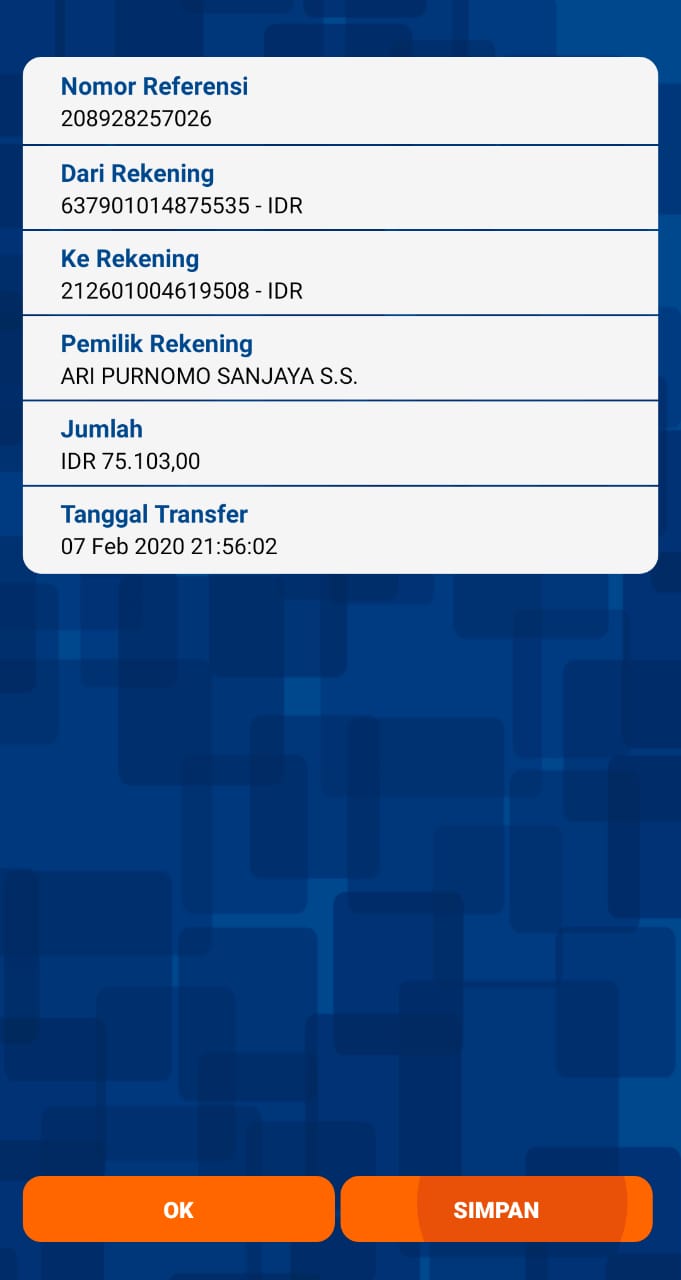 Nomor Referensi
208928257026
Dari Rekening
637901014875535 - IDR
Ke Rekening
212601004619508 - IDR
Pemilik Rekening
ARI PURNOMO SANJAYA S.S.
Jumlah
IDR 75.103,00
Tanggal Transfer
07 Feb 2020 21:56:02
OK
SIMPAN